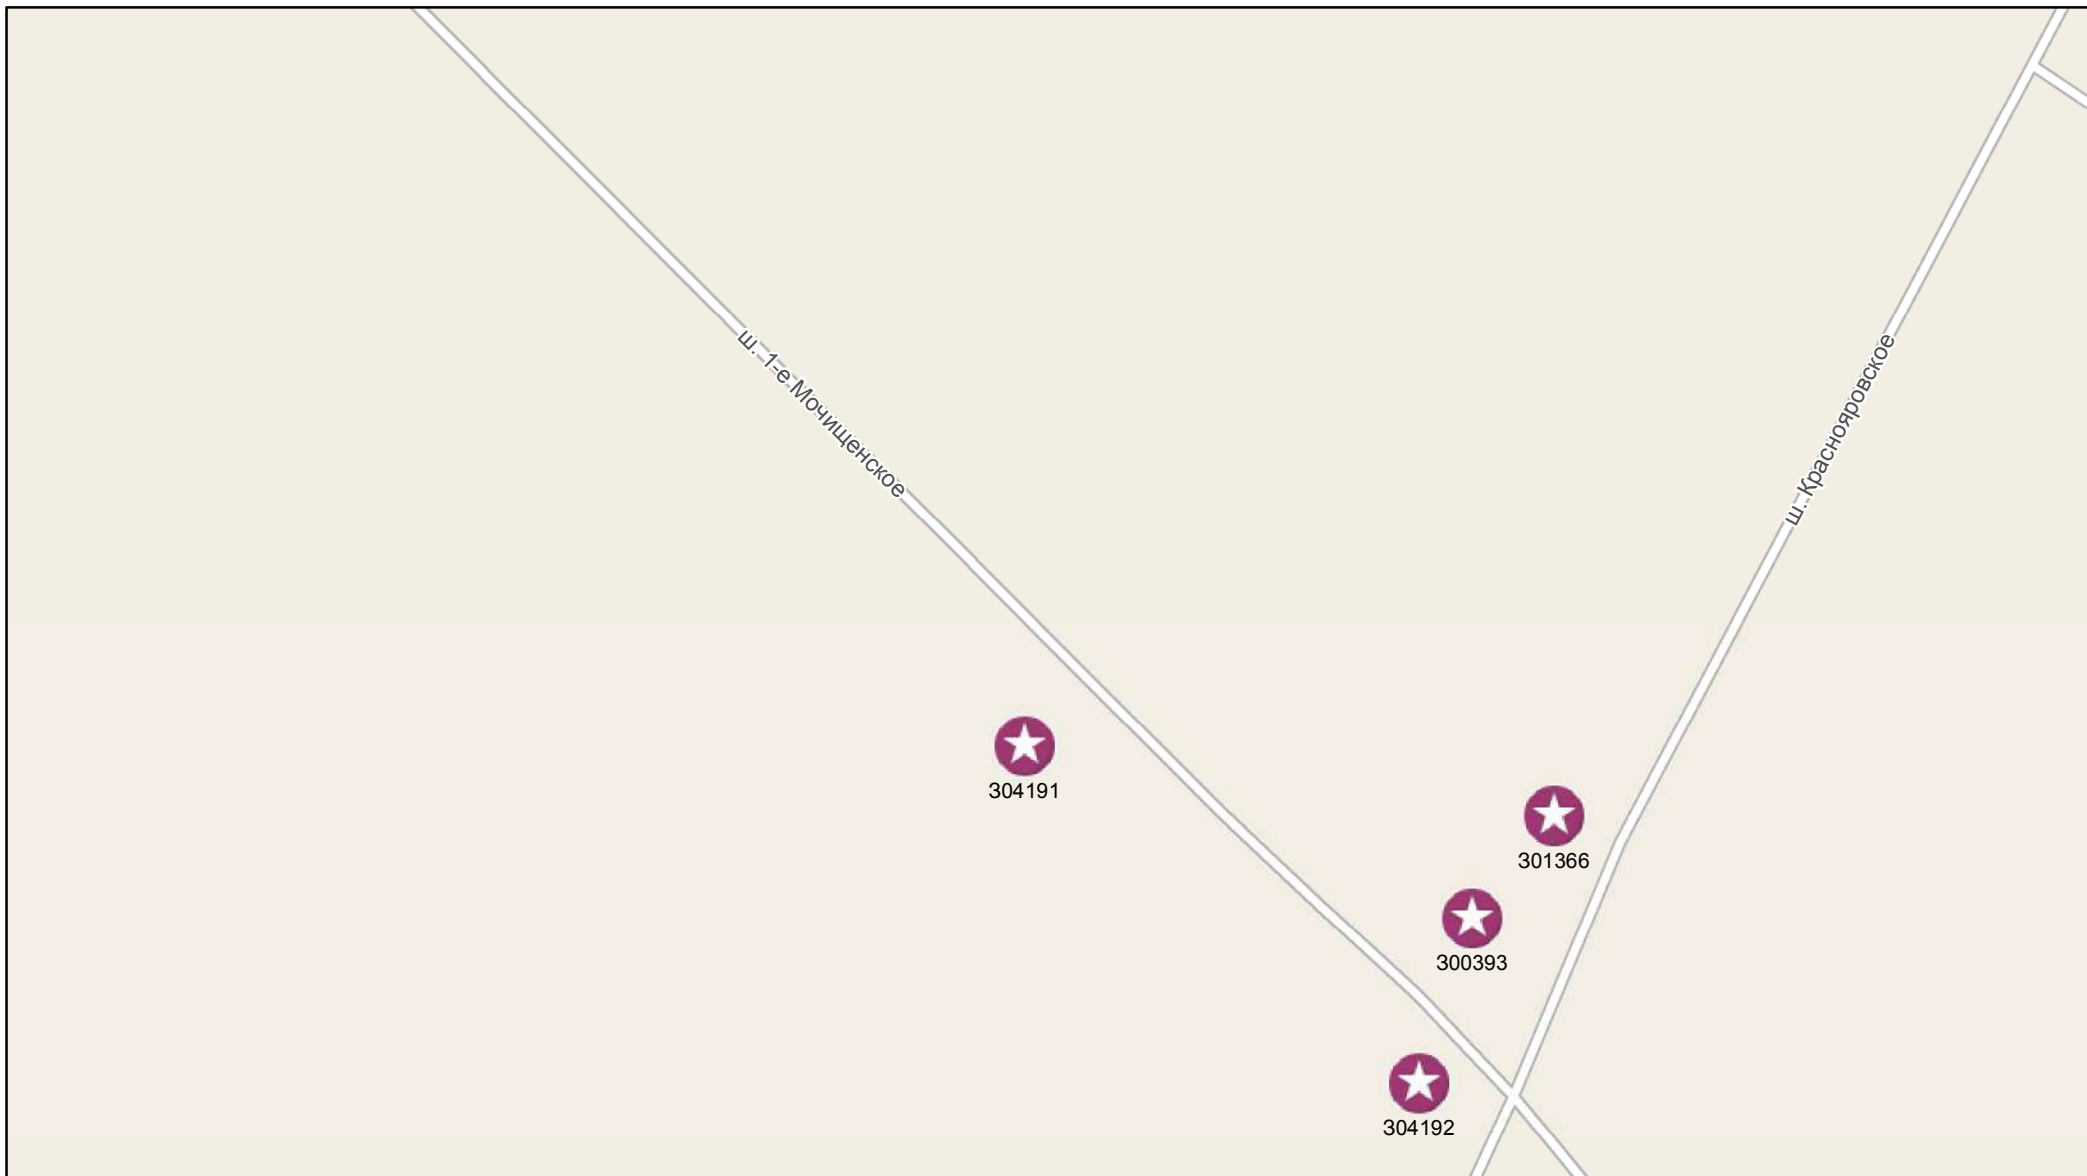 ш. 1-е Мочищенское
ш. Краснояровское
304191
301366
300393
304192